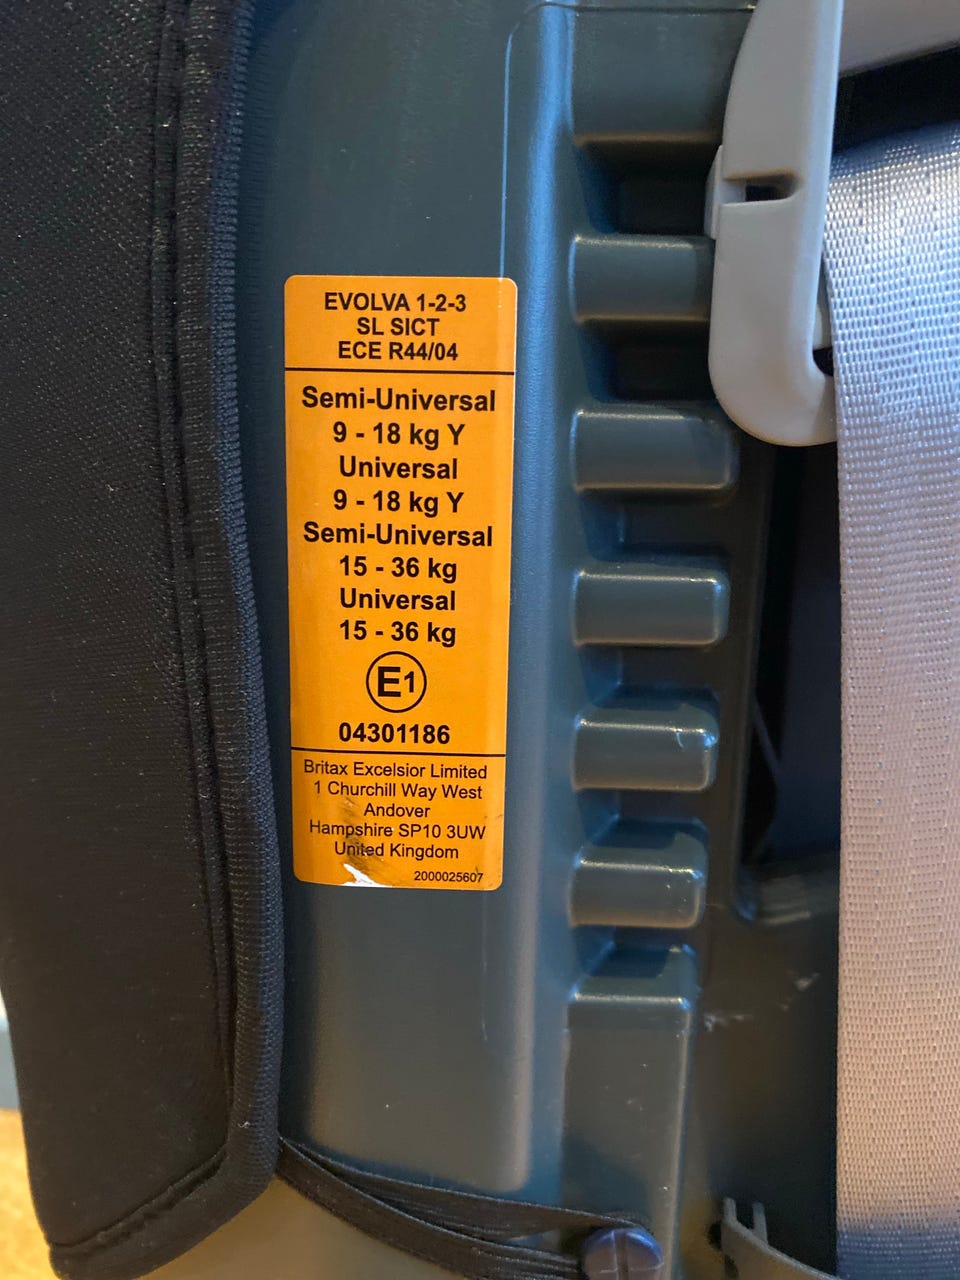 EVOLVA 1-2-3
SL SICT
ECE R44/04
Semi-Universal
9 - 18 kg Y
Universal
9 - 18 kg Y
Semi-Universal
15 - 36 kg
Universal
15 - 36 kg
E1
04301186
Britax Excelsior Limited
1 Churchill Way West
Andover
Hampshire SP10 3UW
United Kingdom
2000025607